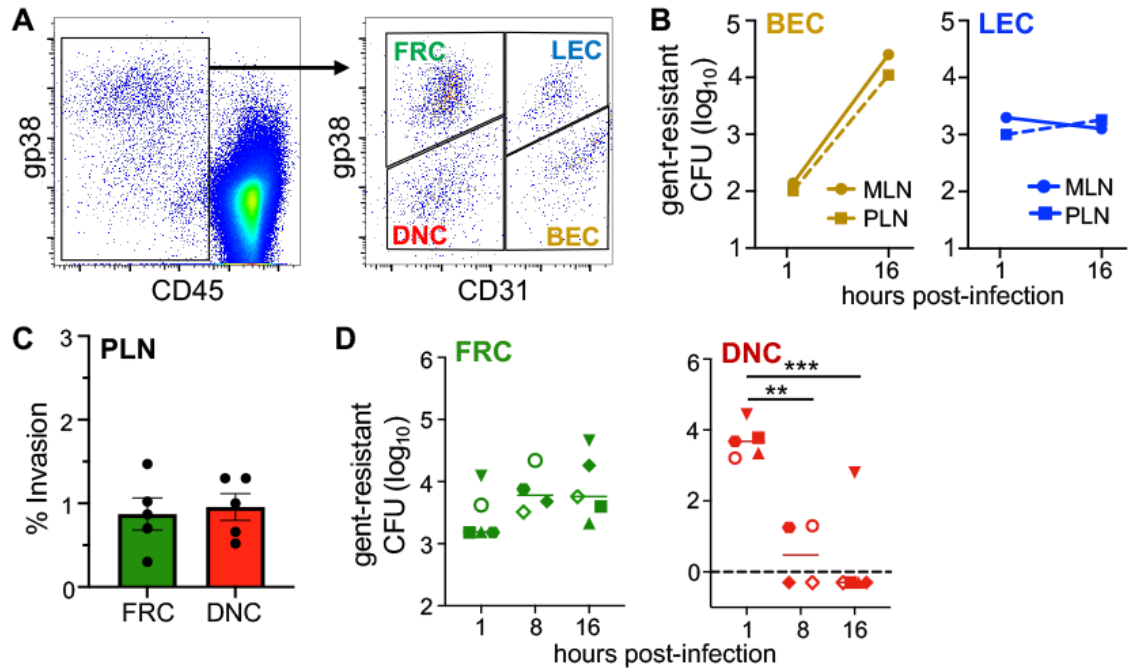 A
gp38
CD45
FRC
LEC
DNC
BEC
gp38
CD31
B
BEC
gent-resistant
CFU (log10)
5
4
3
2
1
MLN
PLN
1
16
LEC
5
4
3
2
1
MLN
PLN
1
16
hours post-infection
C
PLN
% Invasion
3
2
1
0
FRC
DNC
D
FRC
gent-resistant
CFU (log10)
6
5
4
3
2
1
8
16
DNC
6
4
2
0
***
**
1
8
16
hours post-infection